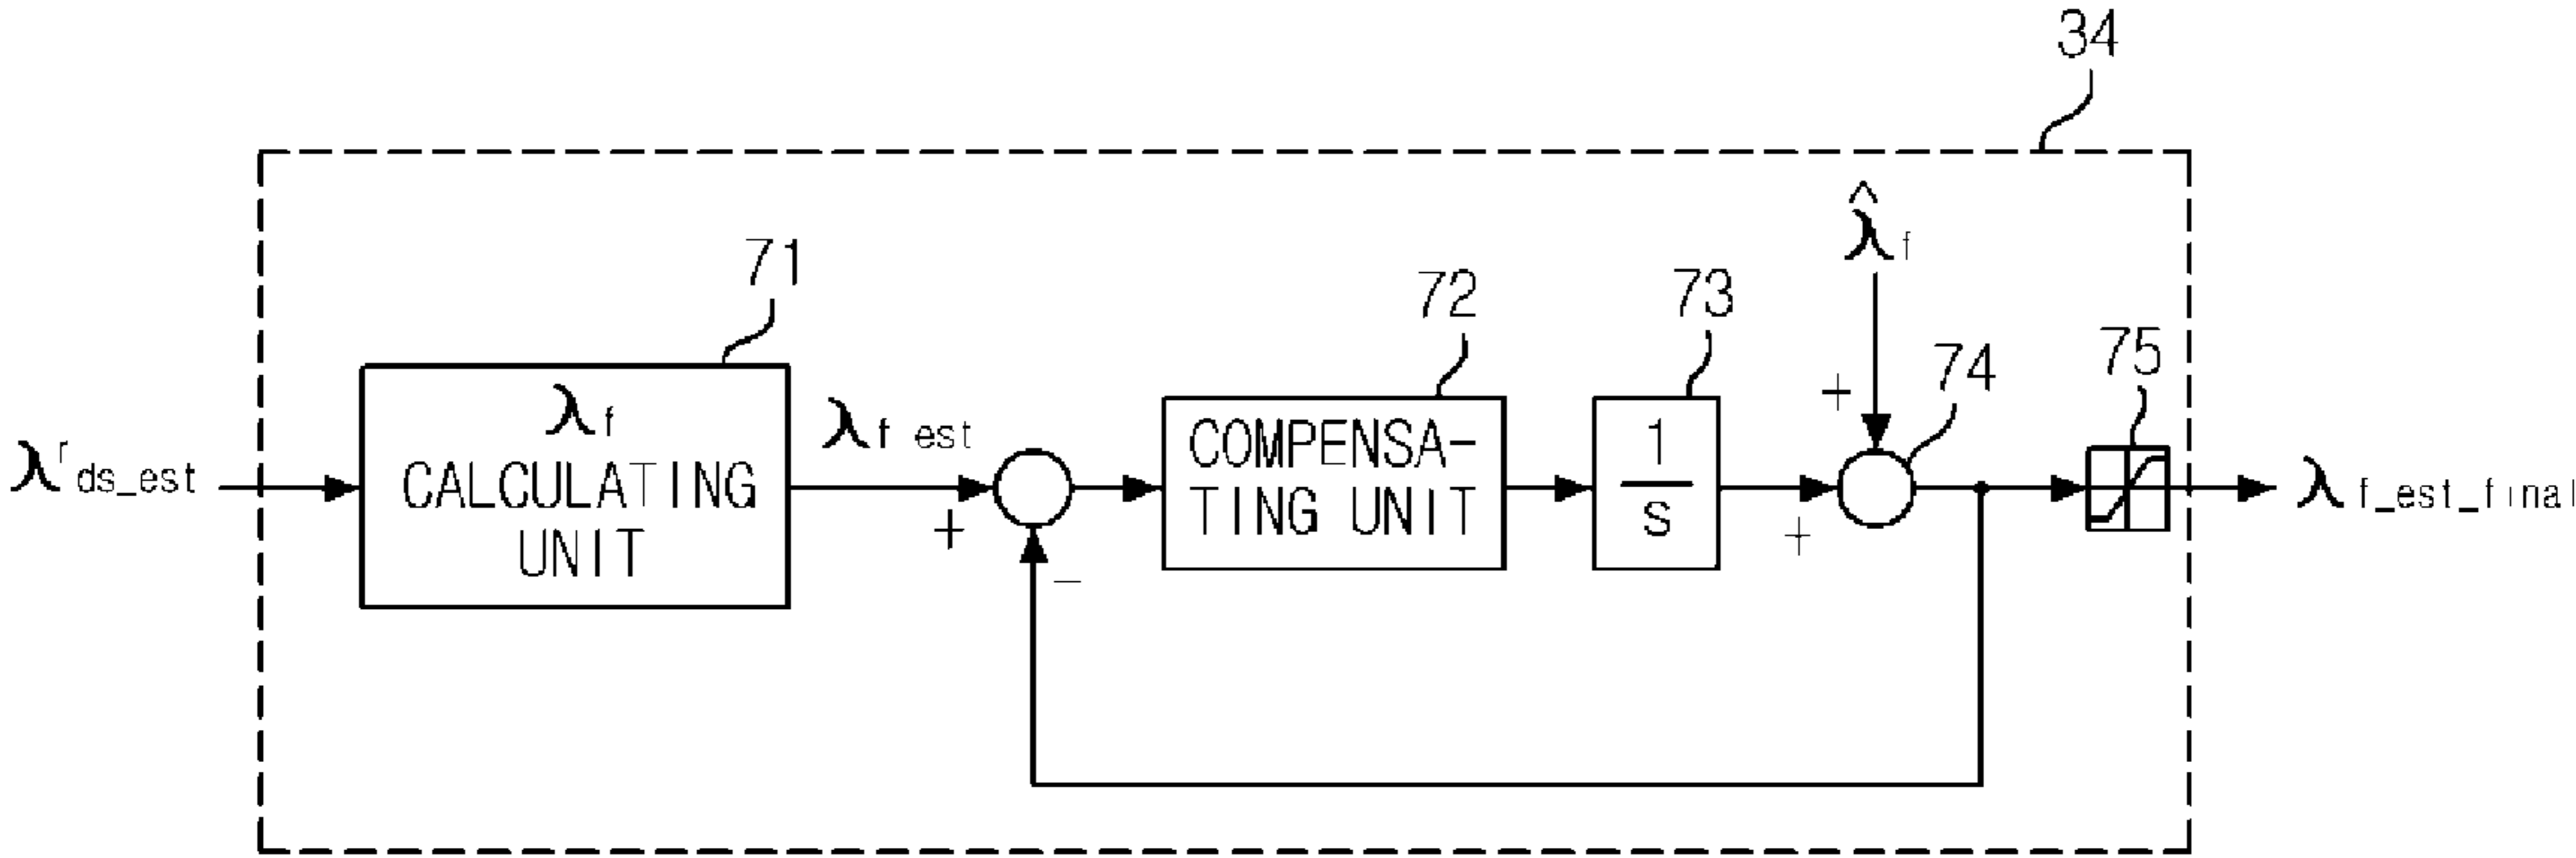 34
71
72
73
λ̂f
74
75
λf
CALCULATING
UNIT
λf est
COMPENSA-
TING UNIT
1
s
λʳds_est
λf_est_final
+
-
+
+